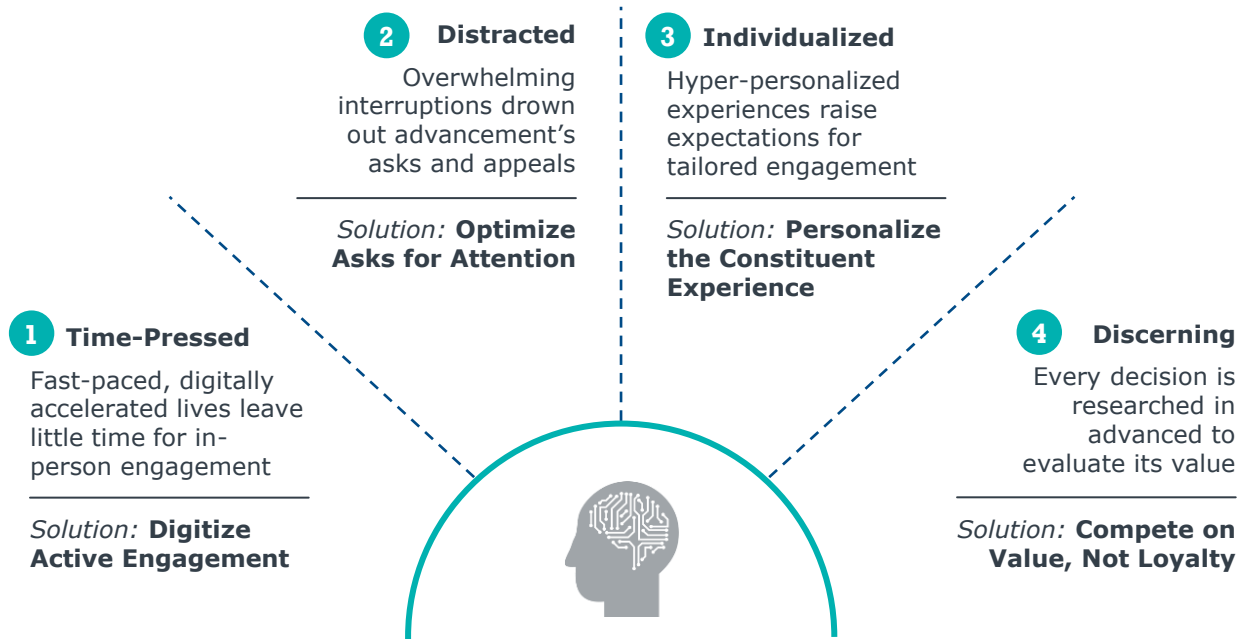 1 Time-Pressed
Fast-paced, digitally
accelerated lives leave
little time for in-
person engagement
Solution: Digitize
Active Engagement
2 Distracted
Overwhelming
interruptions drown
out advancement’s
asks and appeals
Solution: Optimize
Asks for Attention
3 Individualized
Hyper-personalized
experiences raise
expectations for
tailored engagement
Solution: Personalize
the Constituent
Experience
4 Discerning
Every decision is
researched in
advanced to
evaluate its value
Solution: Compete on
Value, Not Loyalty